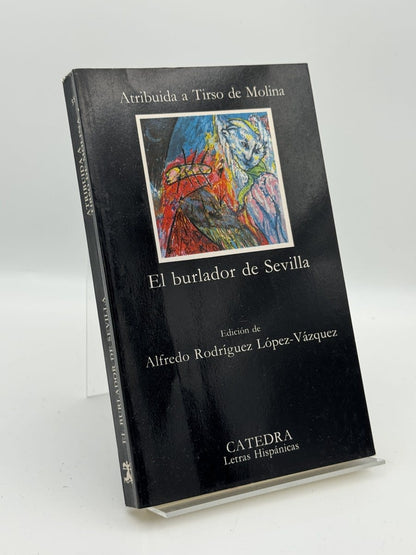 Atribuida a Tirso de Molina
El burlador de Sevilla
Edición de
Alfredo Rodríguez López-Vázquez
CATEDRA
Letras Hispánicas
ATRIBUIDA A
EL BURLADOR DE SEVILLA